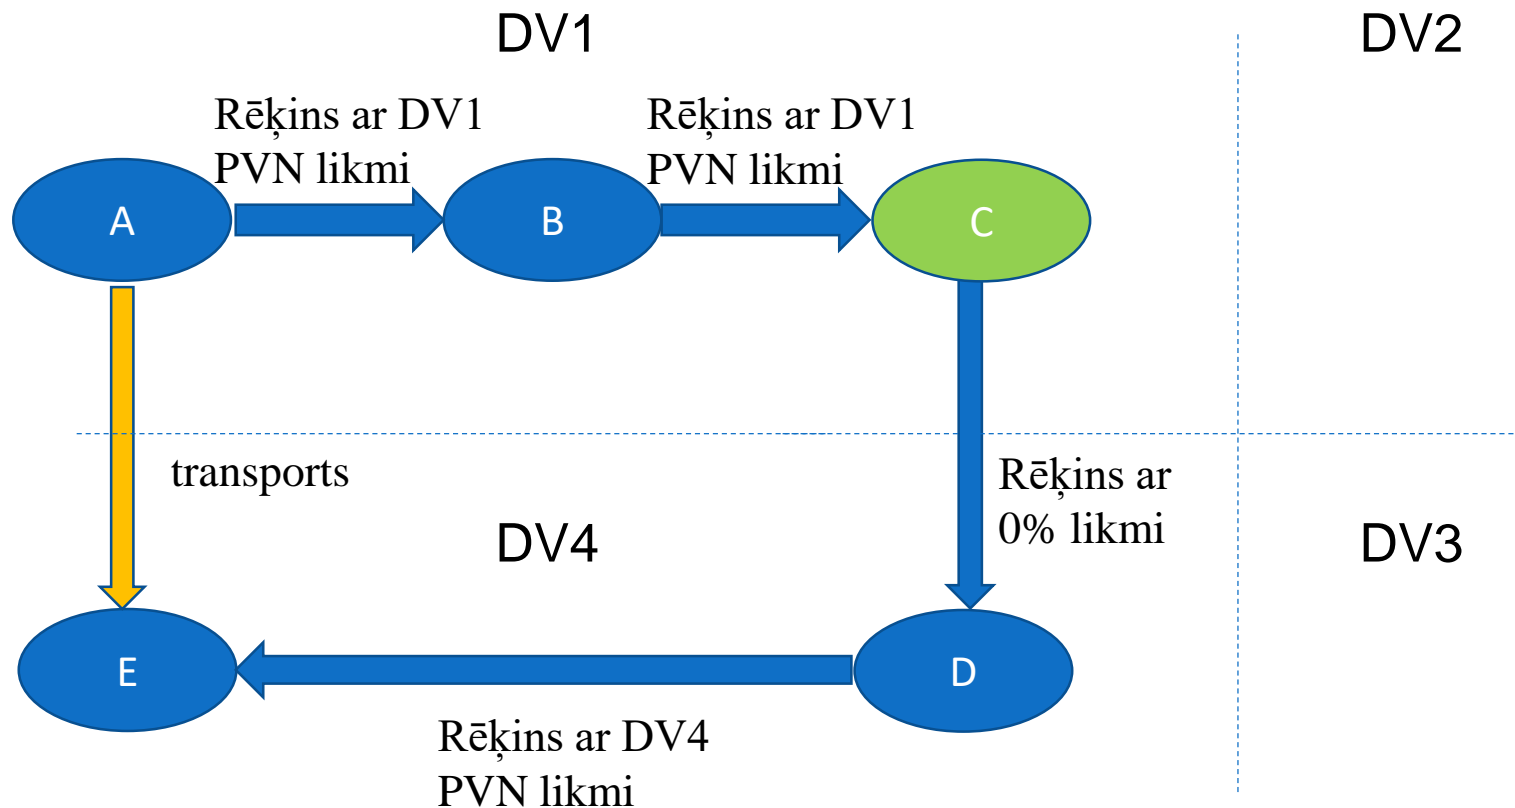 DV1
DV2
Rēķins ar DV1
PVN likmi
Rēķins ar DV1
PVN likmi
A
B
C
transports
Rēķins ar
0% likmi
DV4
DV3
E
D
Rēķins ar DV4
PVN likmi